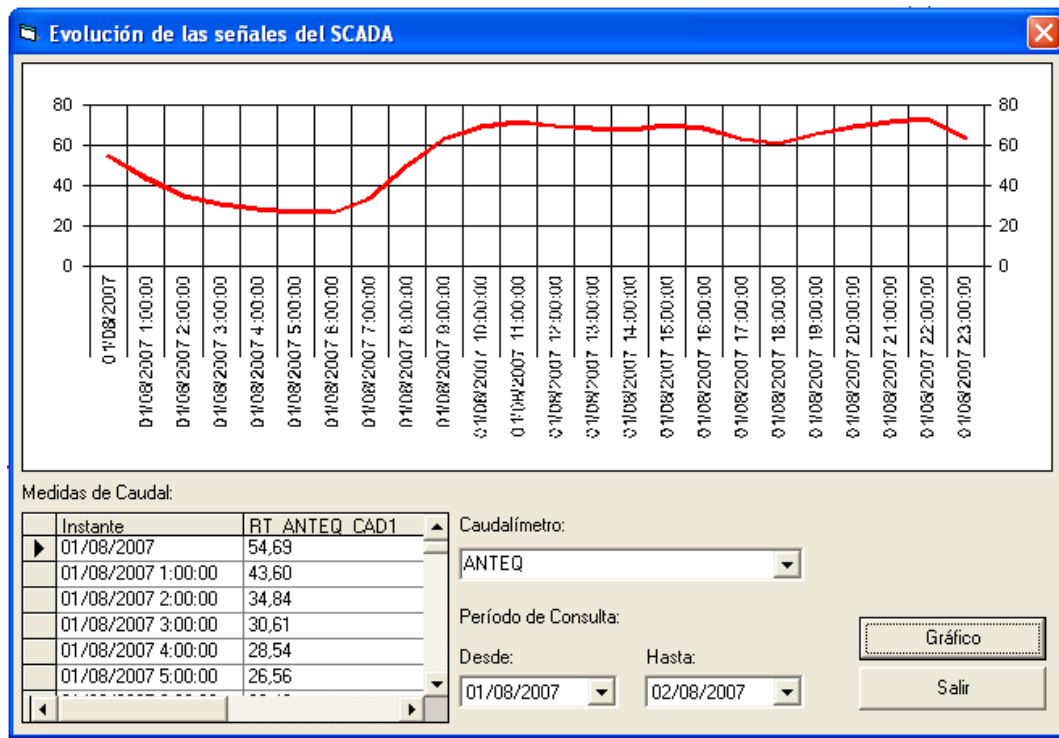 Evolución de las señales del SCADA
80 80
60 60
40 40
20 20
0 0
01/08/2007
01/08/2007 1:00:00
01/08/2007 2:00:00
01/08/2007 3:00:00
01/08/2007 4:00:00
01/08/2007 5:00:00
01/08/2007 6:00:00
01/08/2007 7:00:00
01/08/2007 8:00:00
01/08/2007 9:00:00
01/08/2007 10:00:00
01/08/2007 11:00:00
01/08/2007 12:00:00
01/08/2007 13:00:00
01/08/2007 14:00:00
01/08/2007 15:00:00
01/08/2007 16:00:00
01/08/2007 17:00:00
01/08/2007 18:00:00
01/08/2007 19:00:00
01/08/2007 20:00:00
01/08/2007 21:00:00
01/08/2007 22:00:00
01/08/2007 23:00:00
Medidas de Caudal:
Instante RT_ANTEQ_CAD1
01/08/2007 54,69
01/08/2007 1:00:00 43,60
01/08/2007 2:00:00 34,84
01/08/2007 3:00:00 30,61
01/08/2007 4:00:00 28,54
01/08/2007 5:00:00 26,56
Caudalímetro:
ANTEQ
Período de Consulta:
Desde: Hasta:
01/08/2007 02/08/2007
Gráfico
Salir